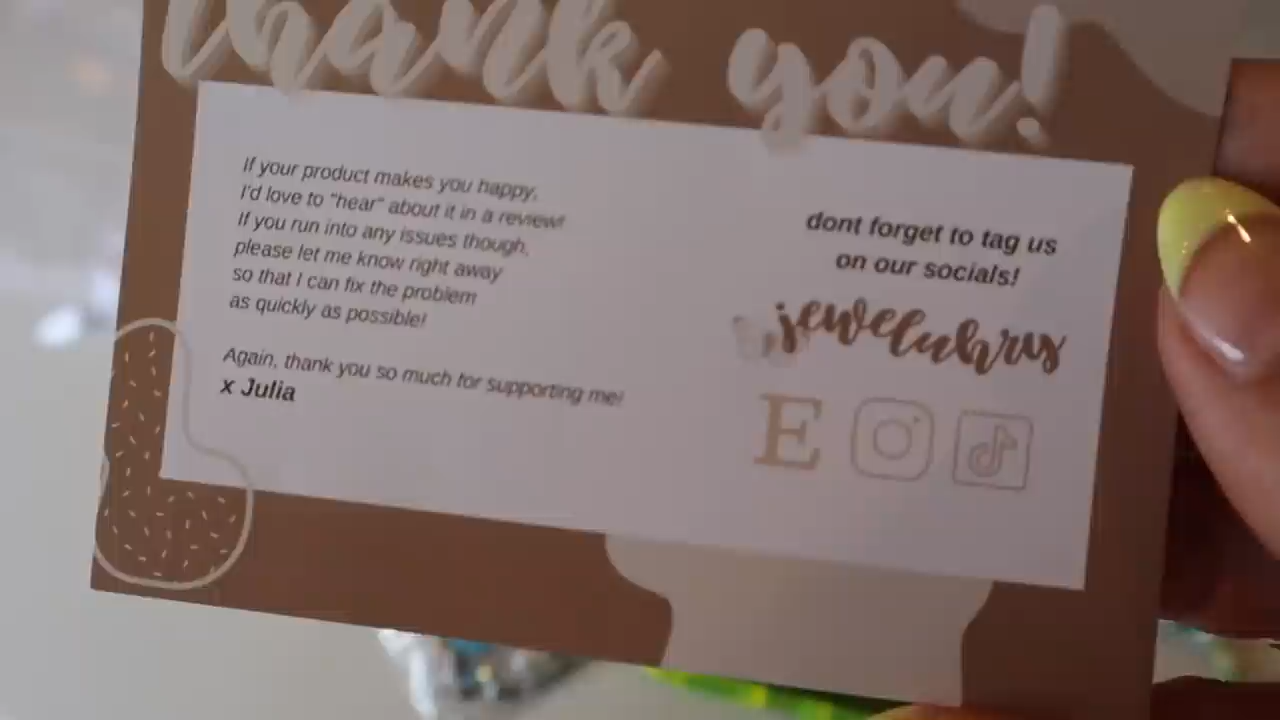 thank you!
If your product makes you happy,
I'd love to "hear" about it in a review!
If you run into any issues though,
please let me know right away
so that I can fix the problem
as quickly as possible!
Again, thank you so much for supporting me!
x Julia
dont forget to tag us
on our socials!
jeweluhrys
E